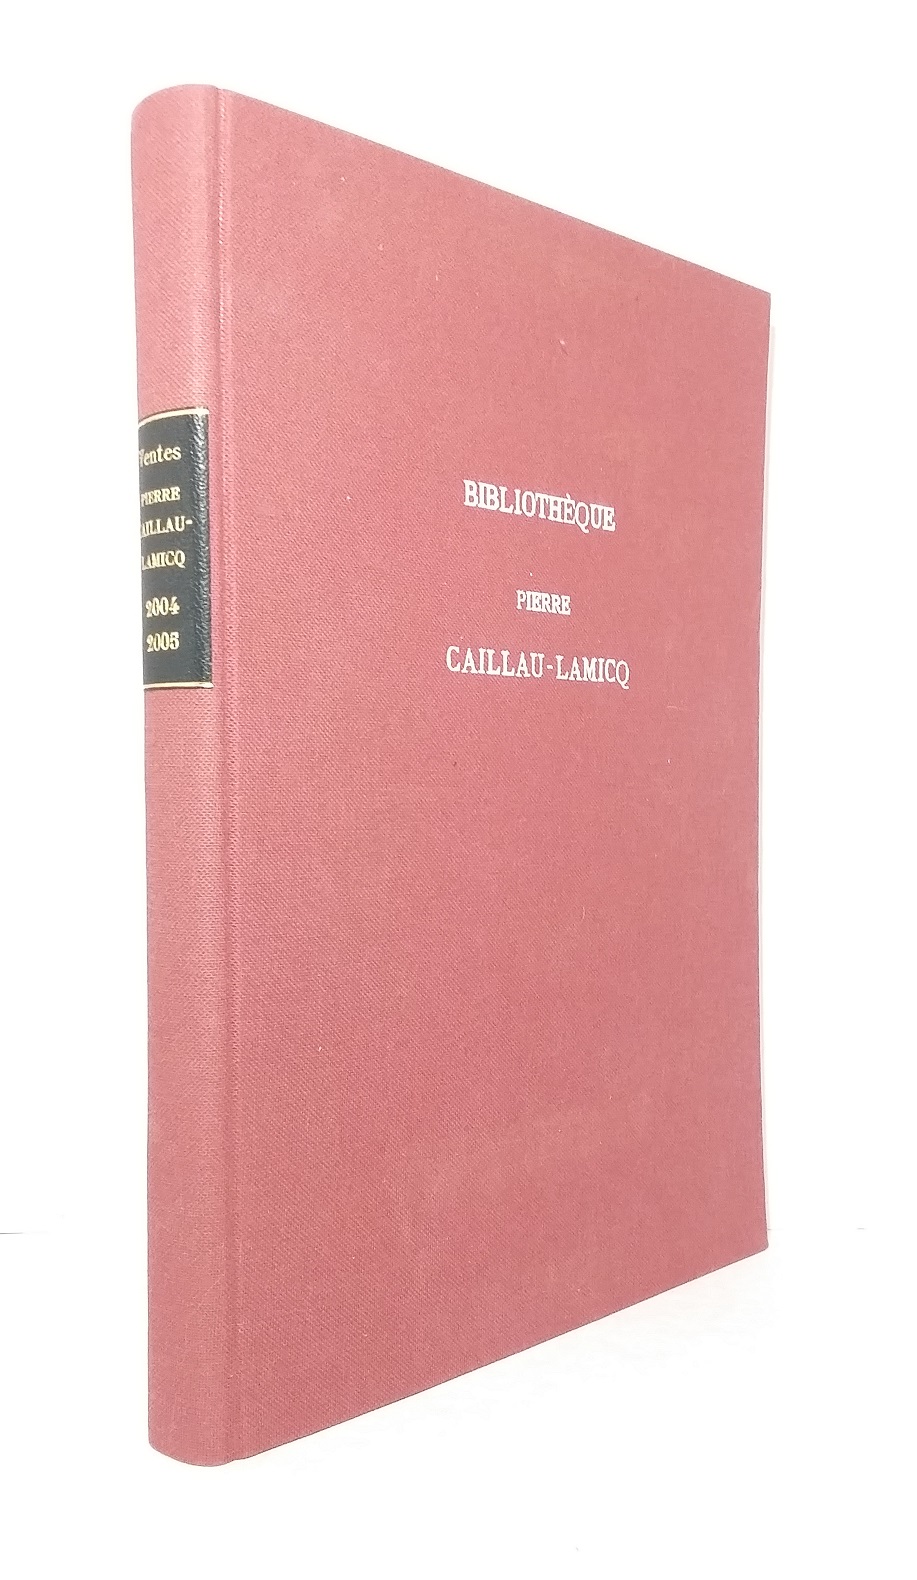 Ventes
PIERRE
CAILLAU-
LAMICQ
2004
2005
BIBLIOTHÈQUE
PIERRE
CAILLAU-LAMICQ